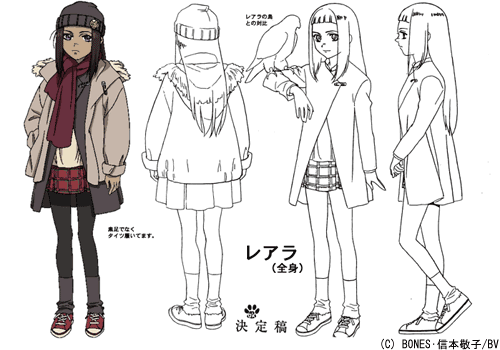 レアラの鳥
との対比
素足でなく
タイツ履いてます。
レアラ
(全身)
決定稿
(C) BONES・信本敬子/BV